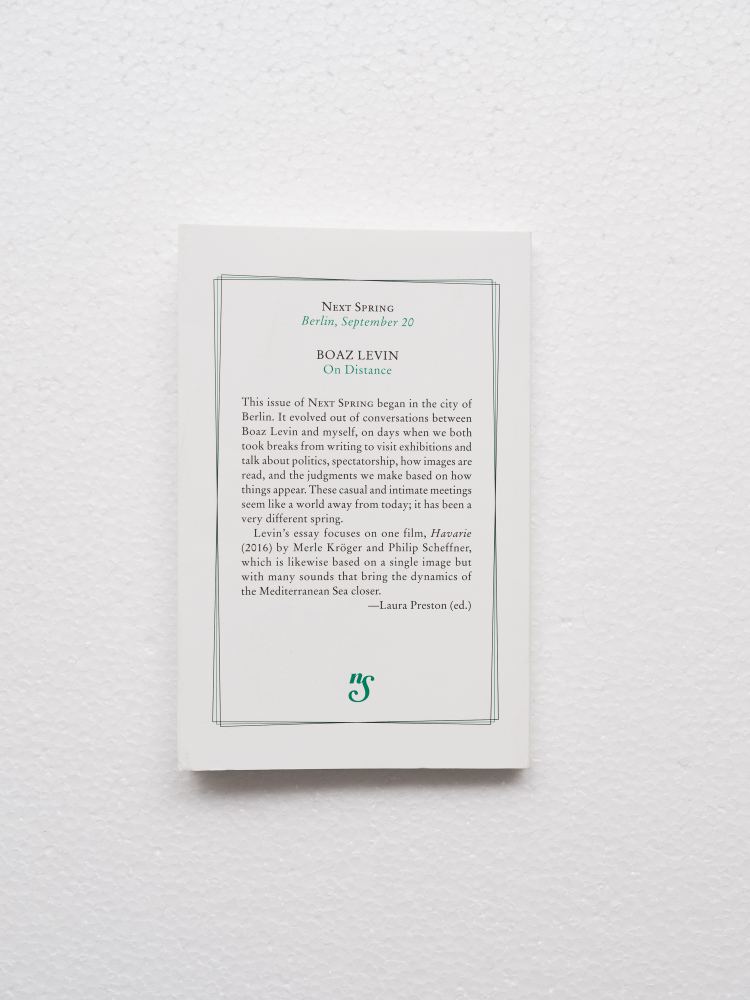 Next Spring
Berlin, September 20
BOAZ LEVIN
On Distance
This issue of Next Spring began in the city of
Berlin. It evolved out of conversations between
Boaz Levin and myself, on days when we both
took breaks from writing to visit exhibitions and
talk about politics, spectatorship, how images are
read, and the judgments we make based on how
things appear. These casual and intimate meetings
seem like a world away from today; it has been a
very different spring.
Levin’s essay focuses on one film, Havarie
(2016) by Merle Kröger and Philip Scheffner,
which is likewise based on a single image but
with many sounds that bring the dynamics of
the Mediterranean Sea closer.
—Laura Preston (ed.)
nS